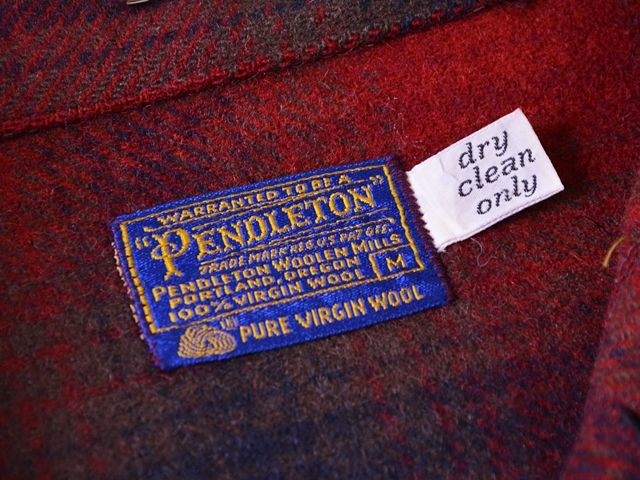 WARRANTED TO BE A
"PENDLETON"
TRADE MARK REG. U.S. PAT. OFF.
PENDLETON WOOLEN MILLS
PORTLAND, OREGON
100% VIRGIN WOOL
M
PURE VIRGIN WOOL
dry
clean
only